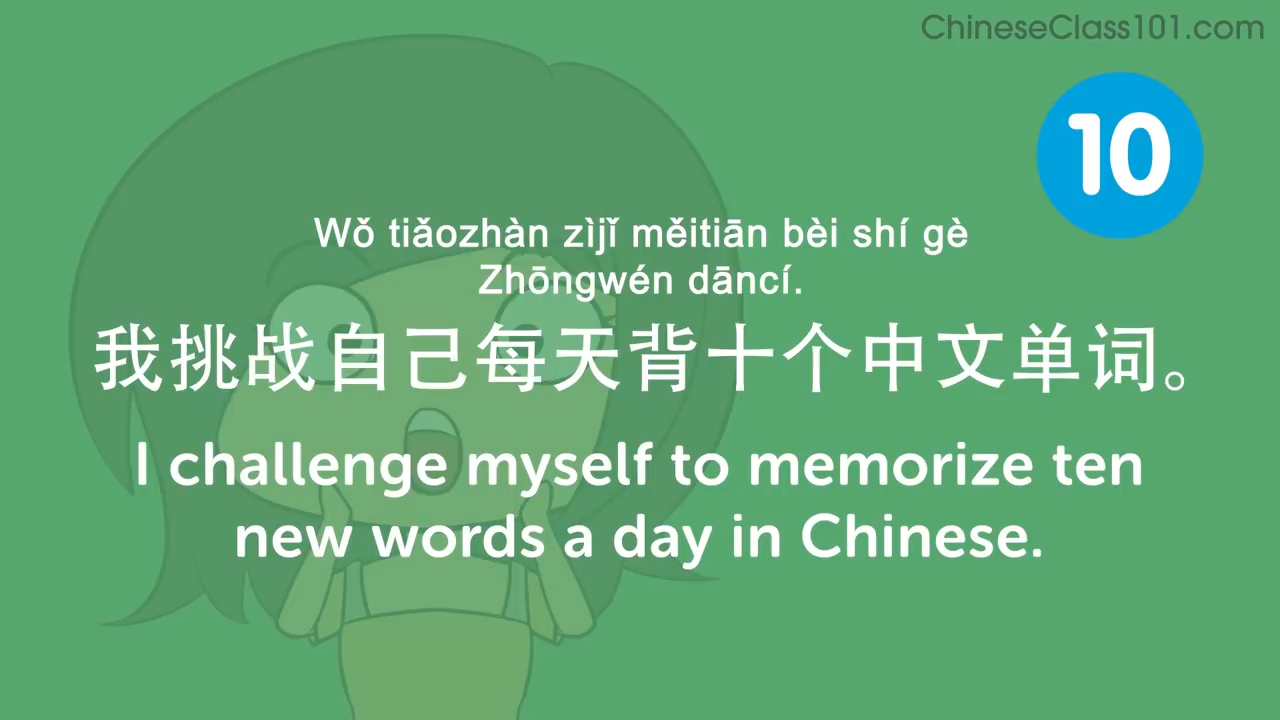 ChineseClass101.com
10
Wǒ tiǎozhàn zìjǐ měitiān bèi shí gè
Zhōngwén dāncí.
我挑战自己每天背十个中文单词。
I challenge myself to memorize ten
new words a day in Chinese.